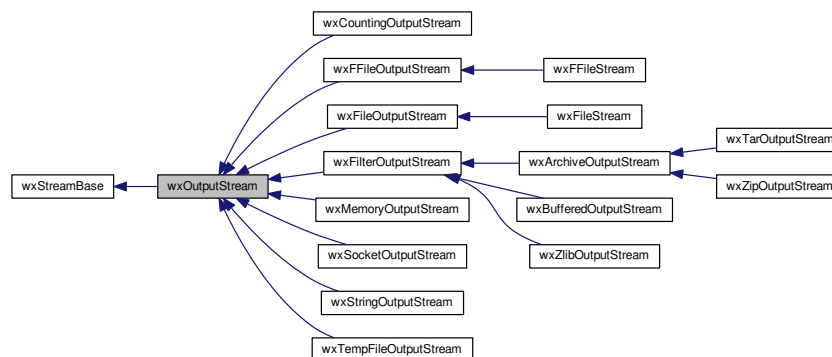 wxCountingOutputStream
wxFFileOutputStream
wxFFileStream
wxFileOutputStream
wxFileStream
wxTarOutputStream
wxFilterOutputStream
wxArchiveOutputStream
wxStreamBase
wxOutputStream
wxZipOutputStream
wxMemoryOutputStream
wxBufferedOutputStream
wxSocketOutputStream
wxZlibOutputStream
wxStringOutputStream
wxTempFileOutputStream